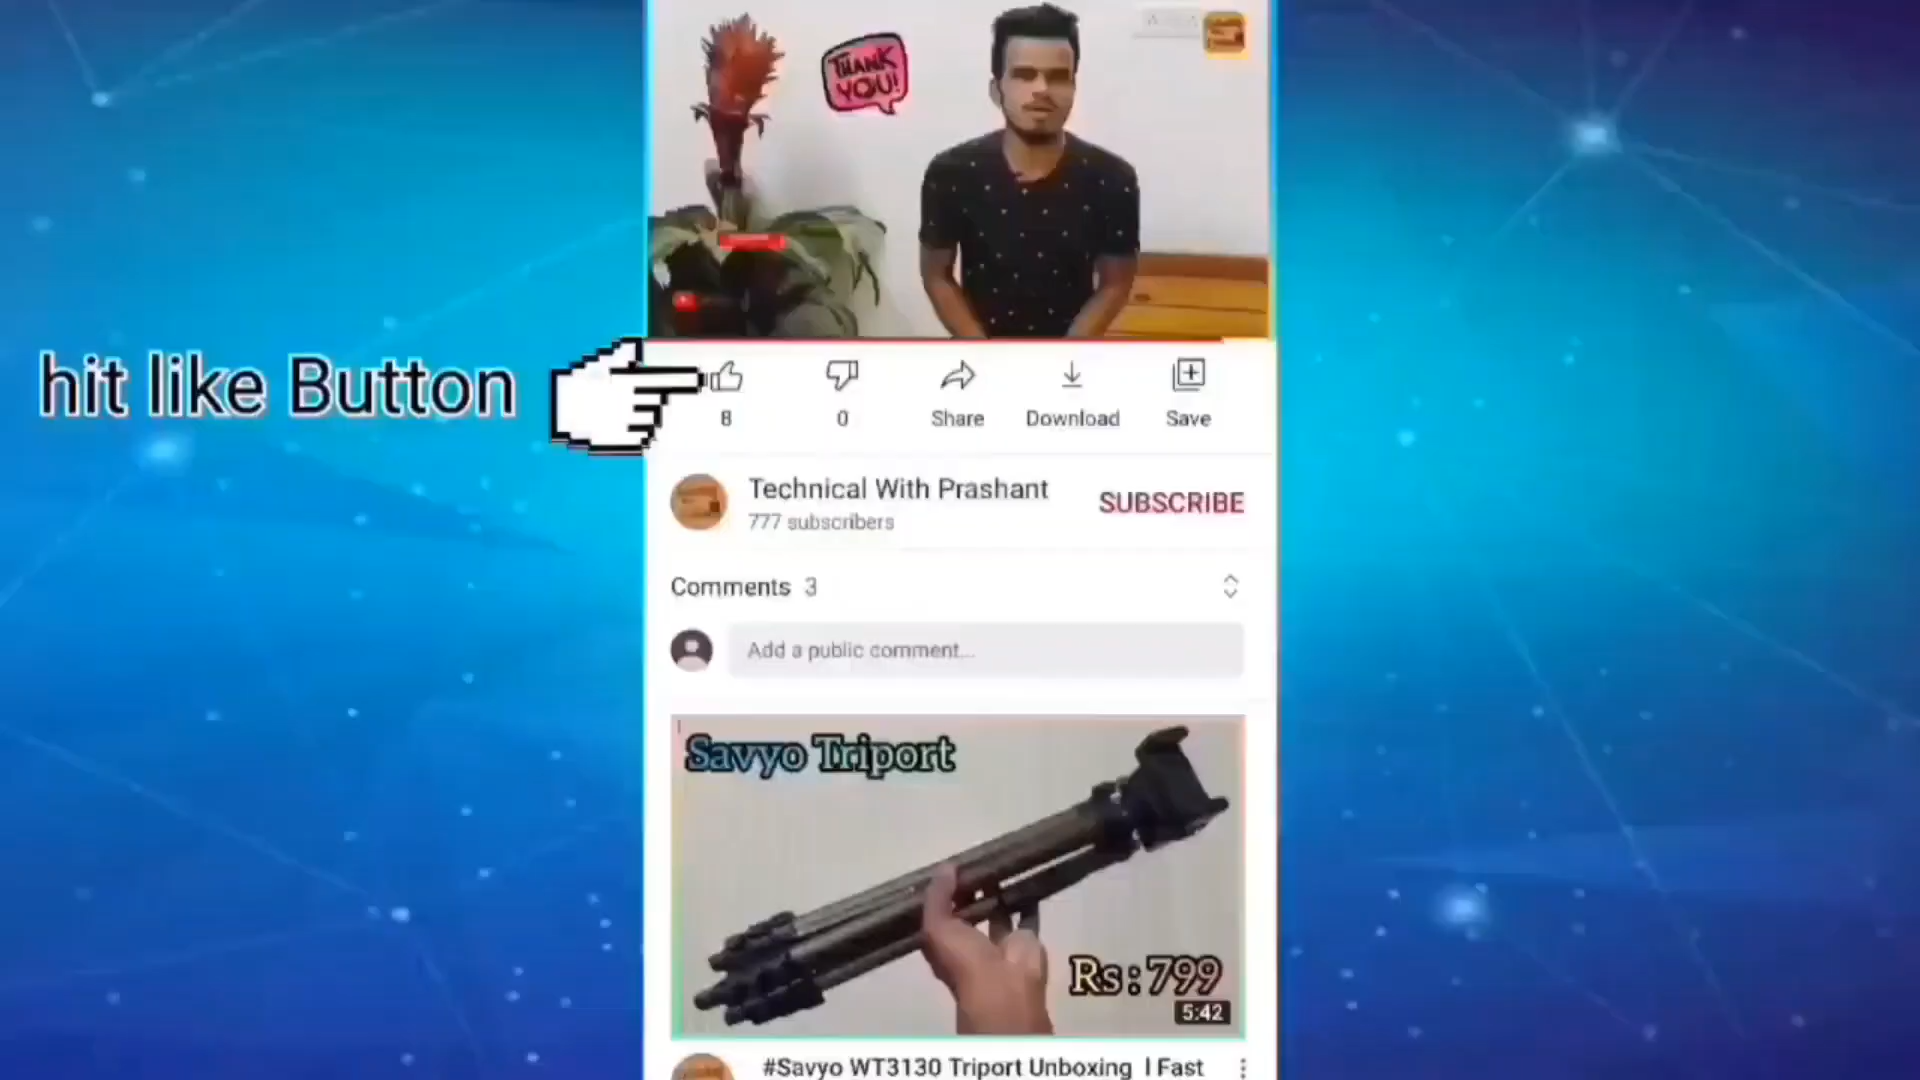 THANK
YOU!
hit like Button
8
0
Share
Download
Save
Technical With Prashant
777 subscribers
SUBSCRIBE
Comments 3
Add a public comment...
Savyo Triport
Rs:799
5:42
#Savyo WT3130 Triport Unboxing | Fast